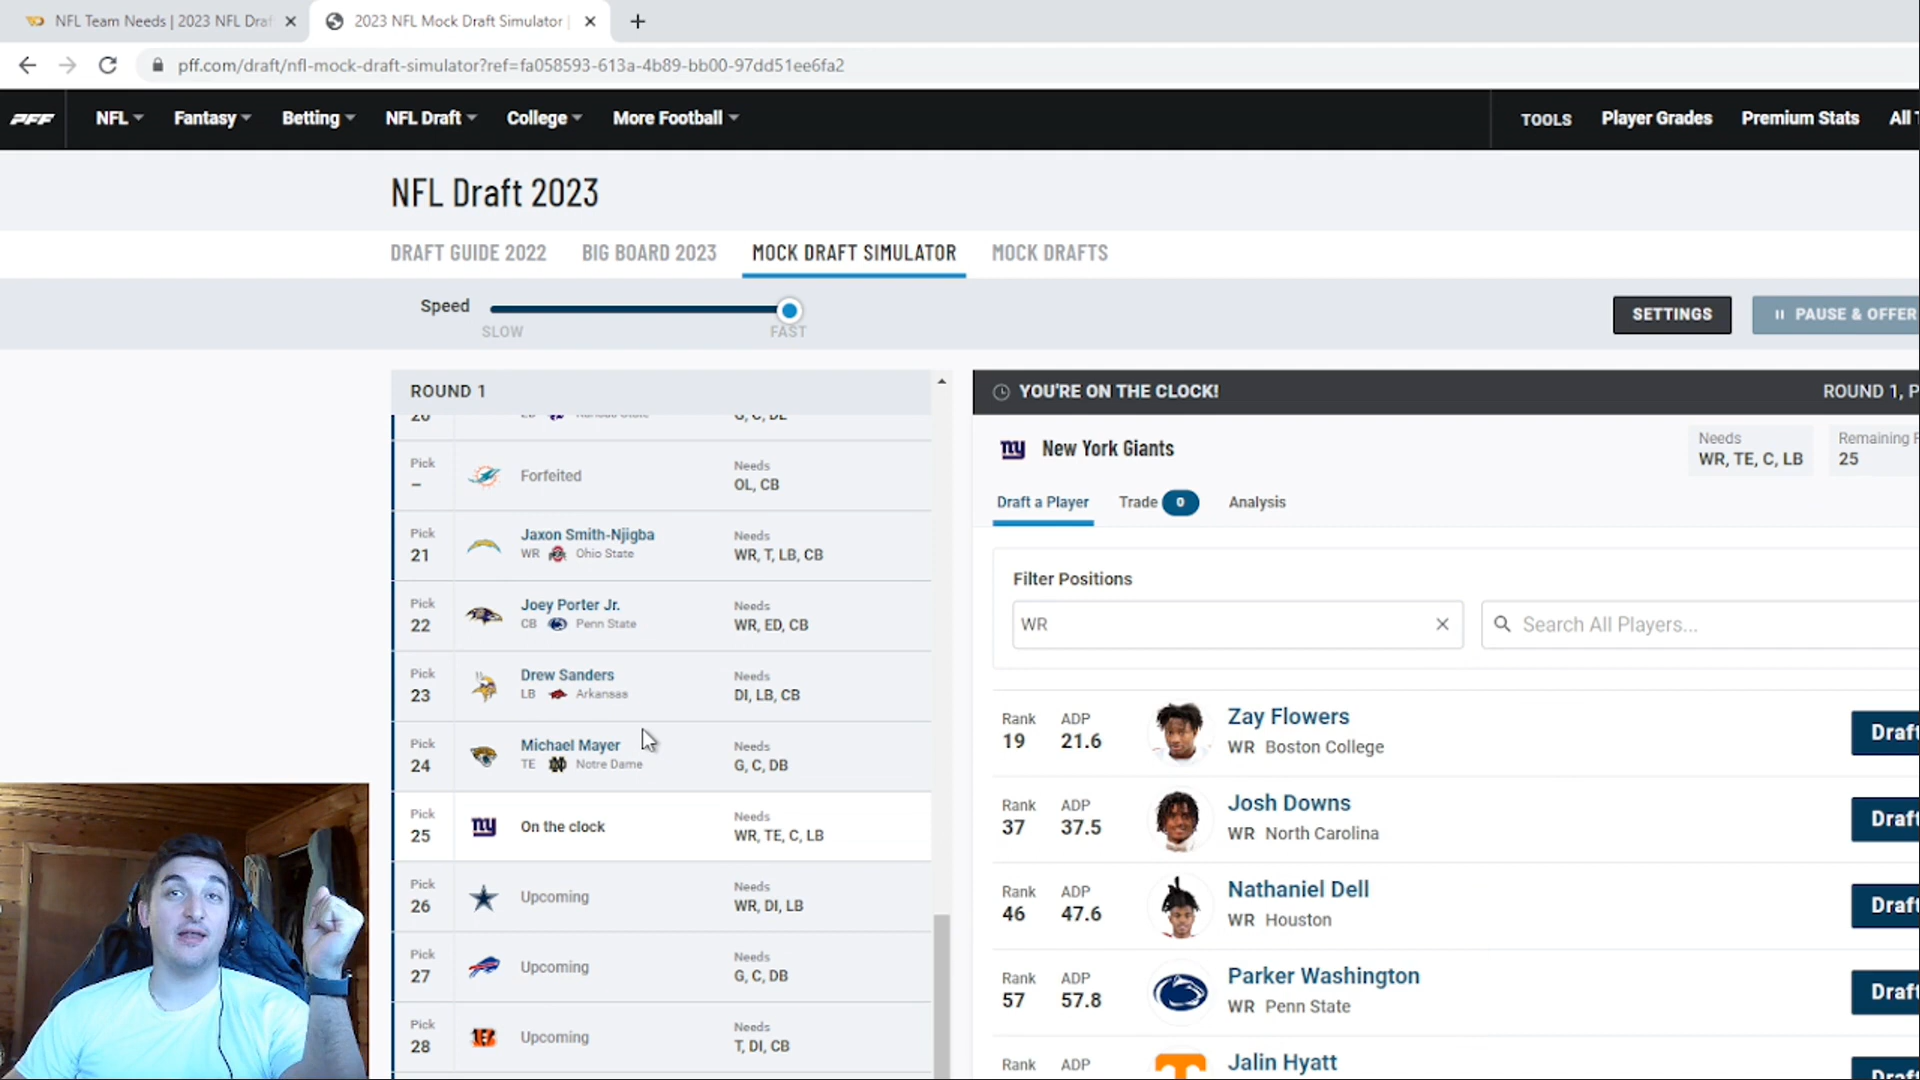 NFL Team Needs | 2023 NFL Draf
2023 NFL Mock Draft Simulator |
pff.com/draft/nfl-mock-draft-simulator?ref=fa058593-613a-4b89-bb00-97dd51ee6fa2
PFF NFL Fantasy Betting NFL Draft College More Football TOOLS Player Grades Premium Stats All T
NFL Draft 2023
DRAFT GUIDE 2022 BIG BOARD 2023 MOCK DRAFT SIMULATOR MOCK DRAFTS
Speed
SLOW FAST
SETTINGS
PAUSE & OFFER
ROUND 1
20 G, C, DL
Pick Forfeited Needs
– OL, CB
Pick Jaxon Smith-Njigba Needs
21 WR Ohio State WR, T, LB, CB
Pick Joey Porter Jr. Needs
22 CB Penn State WR, ED, CB
Pick Drew Sanders Needs
23 LB Arkansas DI, LB, CB
Pick Michael Mayer Needs
24 TE Notre Dame G, C, DB
Pick On the clock Needs
25 ny WR, TE, C, LB
Pick Upcoming Needs
26 WR, DI, LB
Pick Upcoming Needs
27 G, C, DB
Pick Upcoming Needs
28 T, DI, CB
YOU'RE ON THE CLOCK! ROUND 1, P
ny New York Giants
Needs Remaining P
WR, TE, C, LB 25
Draft a Player Trade 0 Analysis
Filter Positions
WR
Search All Players...
Rank ADP Zay Flowers
19 21.6 WR Boston College
Draft
Rank ADP Josh Downs
37 37.5 WR North Carolina
Draft
Rank ADP Nathaniel Dell
46 47.6 WR Houston
Draft
Rank ADP Parker Washington
57 57.8 WR Penn State
Draft
Rank ADP Jalin Hyatt
Draft